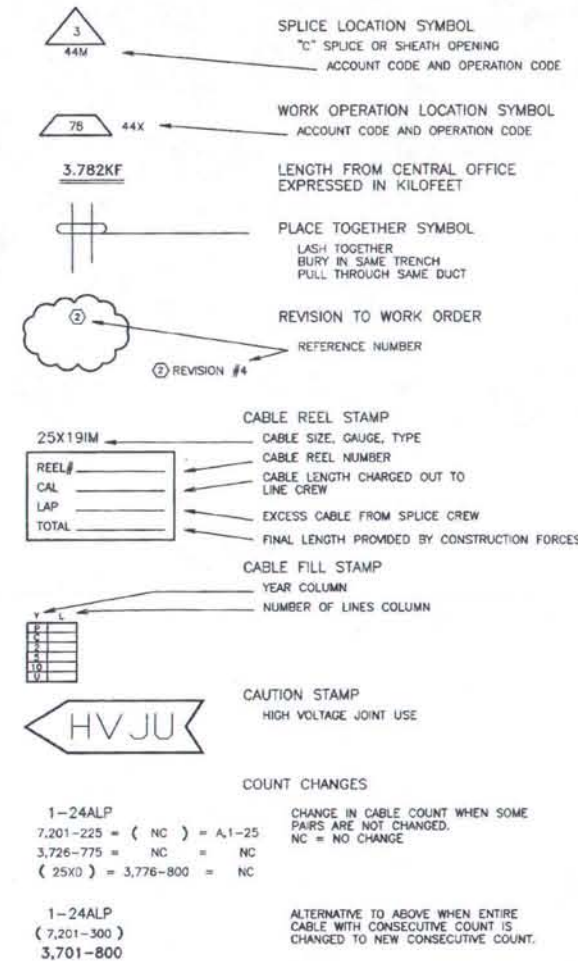 3
44M
SPLICE LOCATION SYMBOL
"C" SPLICE OR SHEATH OPENING
ACCOUNT CODE AND OPERATION CODE
78
44X
WORK OPERATION LOCATION SYMBOL
ACCOUNT CODE AND OPERATION CODE
3.782KF
LENGTH FROM CENTRAL OFFICE
EXPRESSED IN KILOFEET
PLACE TOGETHER SYMBOL
LASH TOGETHER
BURY IN SAME TRENCH
PULL THROUGH SAME DUCT
2
REVISION TO WORK ORDER
REFERENCE NUMBER
2 REVISION #4
CABLE REEL STAMP
25X19IM
CABLE SIZE, GAUGE, TYPE
REEL#
CABLE REEL NUMBER
CAL
CABLE LENGTH CHARGED OUT TO
LINE CREW
LAP
EXCESS CABLE FROM SPLICE CREW
TOTAL
FINAL LENGTH PROVIDED BY CONSTRUCTION FORCES
CABLE FILL STAMP
YEAR COLUMN
NUMBER OF LINES COLUMN
Y L
P
C
2
5
10
U
CAUTION STAMP
HIGH VOLTAGE JOINT USE
HVJU
COUNT CHANGES
1-24ALP
7,201-225 = ( NC ) = A,1-25
3,726-775 = NC = NC
( 25X0 ) = 3,776-800 = NC
CHANGE IN CABLE COUNT WHEN SOME
PAIRS ARE NOT CHANGED.
NC = NO CHANGE
1-24ALP
( 7,201-300 )
3,701-800
ALTERNATIVE TO ABOVE WHEN ENTIRE
CABLE WITH CONSECUTIVE COUNT IS
CHANGED TO NEW CONSECUTIVE COUNT.